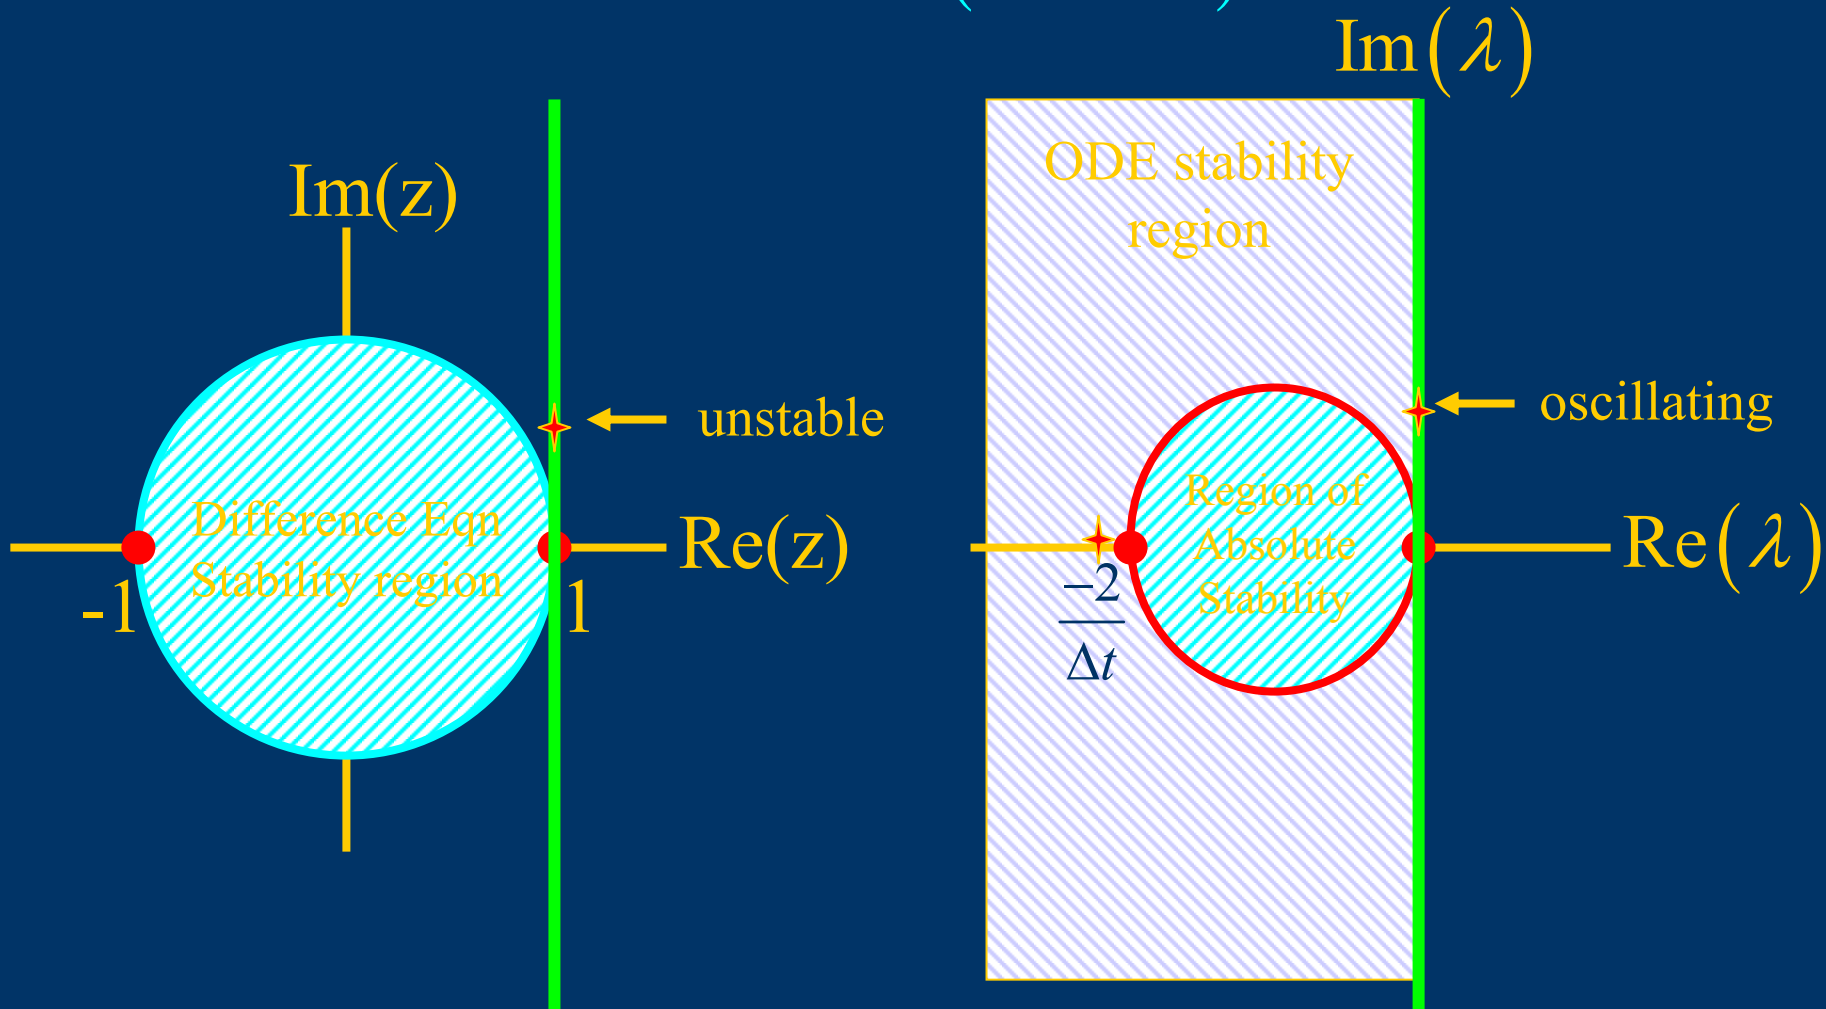 Im(λ)
ODE stability
region
Im(z)
unstable
oscillating
Difference Eqn
Stability region
Re(z)
-1
1
Region of
Absolute
Stability
Re(λ)
−2
Δt